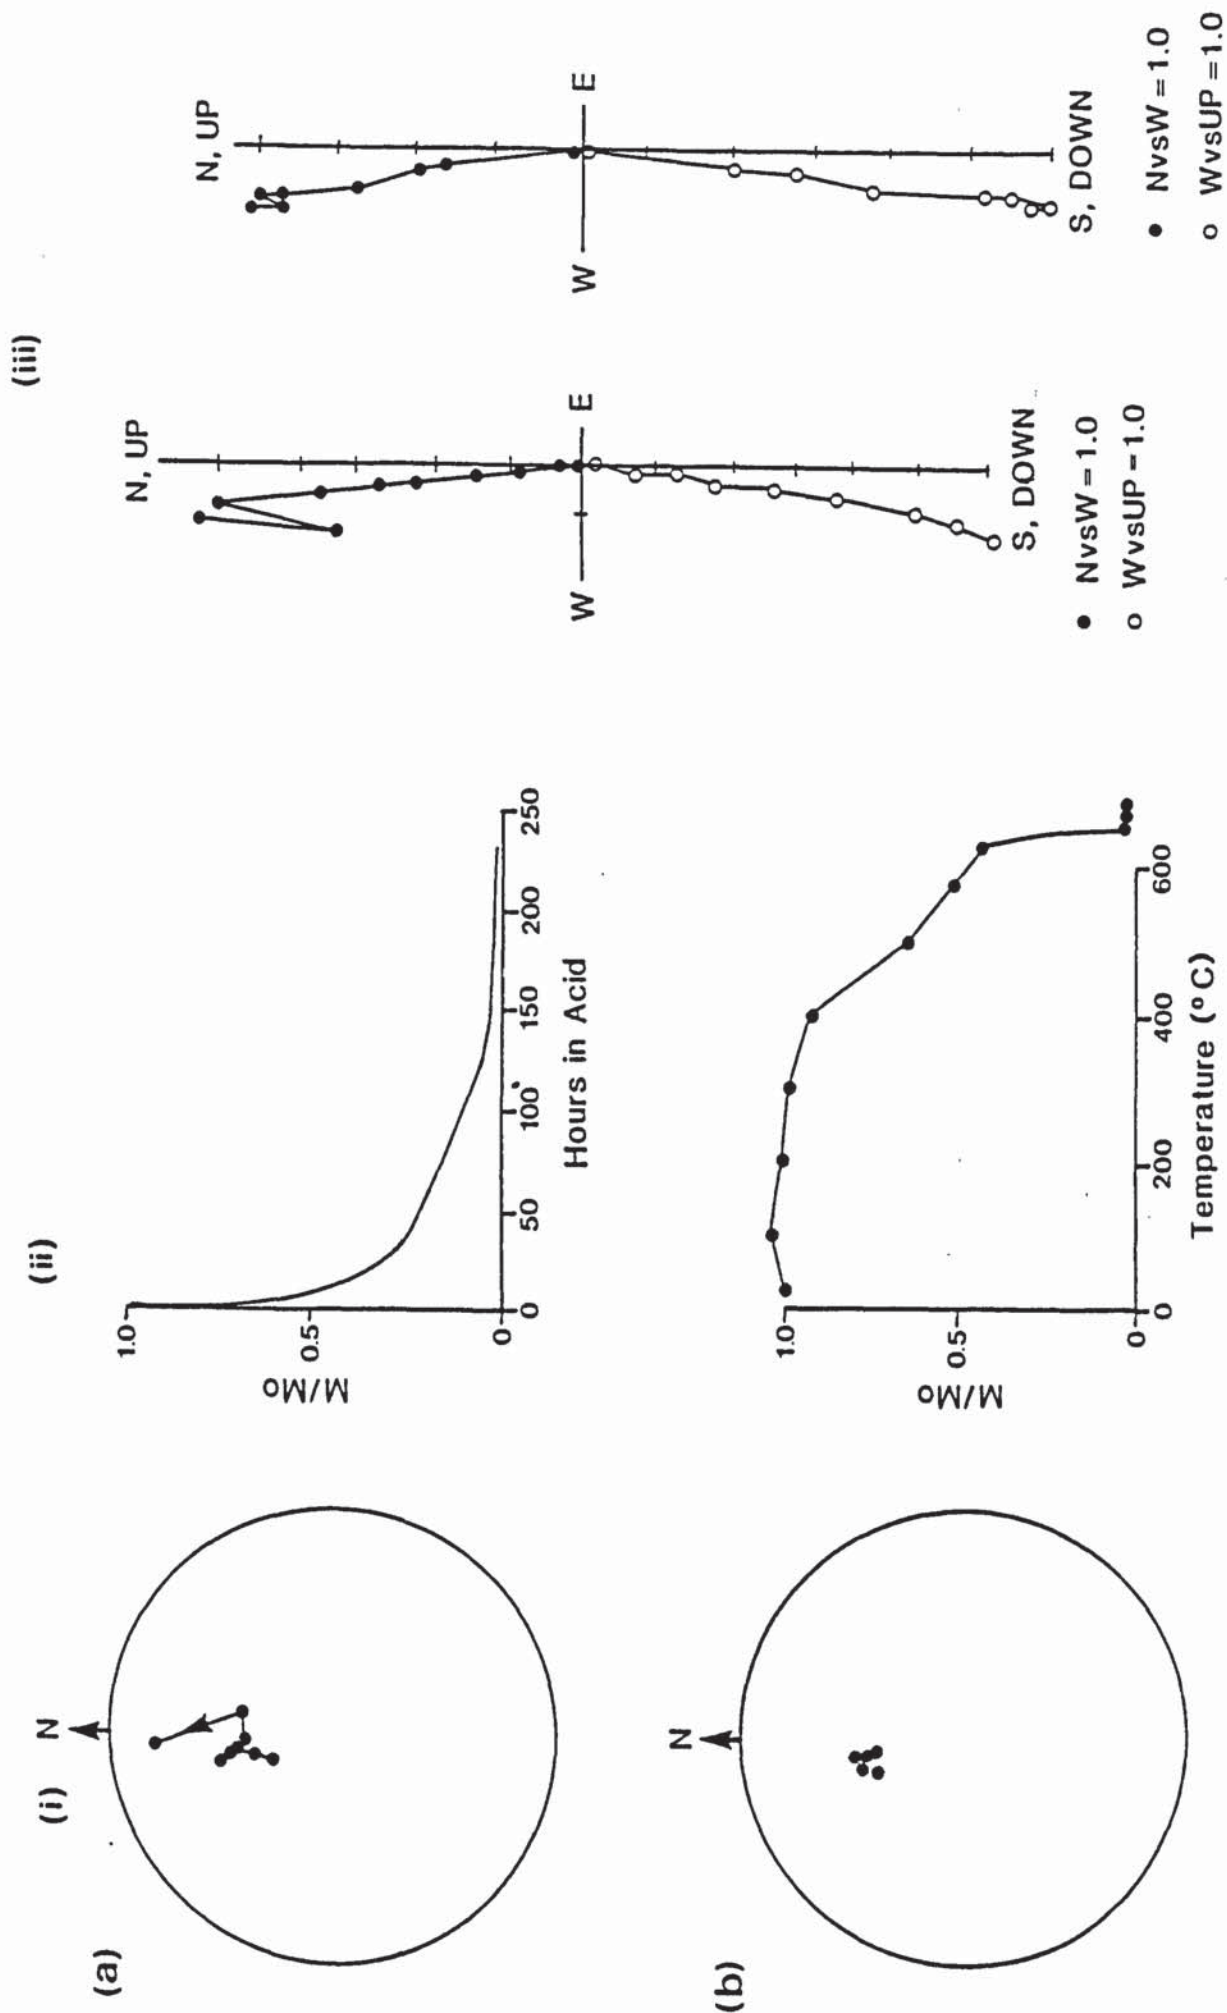 (i)
(ii)
(iii)
(a)
N
1.0
0.5
0
M/Mo
0
50
100
150
200
250
Hours in Acid
N, UP
W
E
S, DOWN
● NvsW = 1.0
○ WvsUP = 1.0
N, UP
W
E
S, DOWN
● NvsW = 1.0
○ WvsUP = 1.0
(b)
N
1.0
0.5
0
M/Mo
0
200
400
600
Temperature (°C)